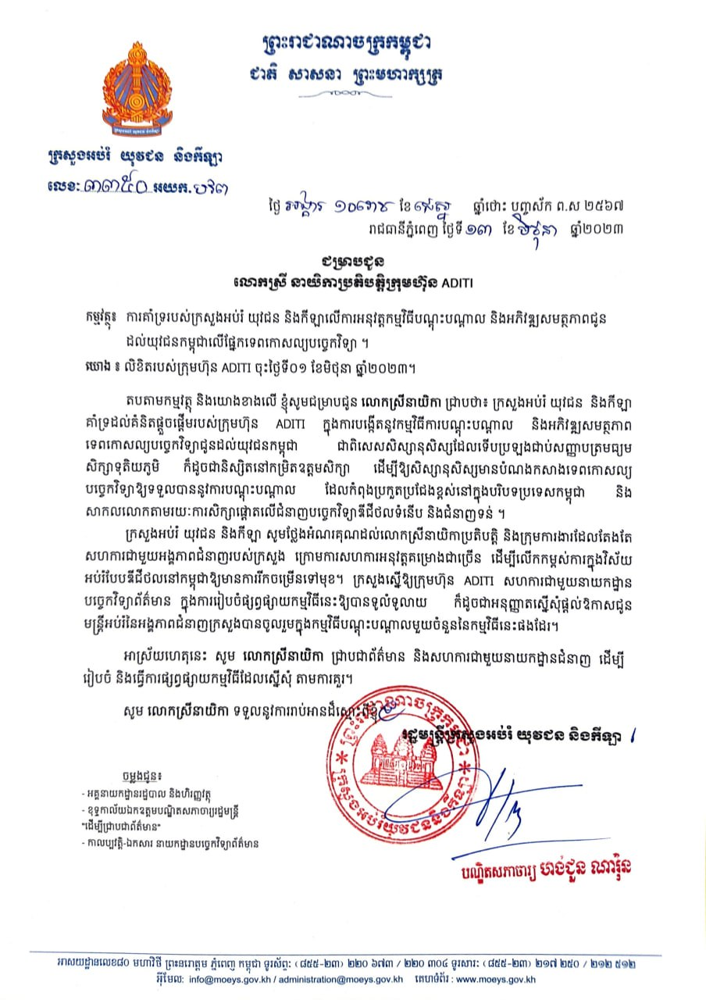 ព្រះរាជាណាចក្រកម្ពុជា
ជាតិ សាសនា ព្រះមហាក្សត្រ
ក្រសួងអប់រំ យុវជន និងកីឡា
លេខៈ ៣៣៥០ អយក.
ថ្ងៃ អង្គារ ១០រោច ខែ ជេស្ឋ ឆ្នាំថោះ បញ្ចស័ក ព.ស ២៥៦៧
រាជធានីភ្នំពេញ ថ្ងៃទី ១៣ ខែ មិថុនា ឆ្នាំ២០២៣
ជម្រាបជូន
លោកស្រី នាយិកាប្រតិបត្តិក្រុមហ៊ុន ADITI
កម្មវត្ថុ៖ ការគាំទ្ររបស់ក្រសួងអប់រំ យុវជន និងកីឡាលើការអនុវត្តកម្មវិធីបណ្តុះបណ្តាល និងអភិវឌ្ឍសមត្ថភាពជូន
ដល់យុវជនកម្ពុជាលើផ្នែកទេពកោសល្យបច្ចេកវិទ្យា ។
យោង ៖ លិខិតរបស់ក្រុមហ៊ុន ADITI ចុះថ្ងៃទី០១ ខែមិថុនា ឆ្នាំ២០២៣។
តបតាមកម្មវត្ថុ និងយោងខាងលើ ខ្ញុំសូមជម្រាបជូន លោកស្រីនាយិកា ជ្រាបថា៖ ក្រសួងអប់រំ យុវជន និងកីឡា
គាំទ្រដល់គំនិតផ្តួចផ្តើមរបស់ក្រុមហ៊ុន ADITI ក្នុងការបង្កើតនូវកម្មវិធីការបណ្តុះបណ្តាល និងអភិវឌ្ឍសមត្ថភាព
ទេពកោសល្យបច្ចេកវិទ្យាជូនដល់យុវជនកម្ពុជា ជាពិសេសសិស្សានុសិស្សដែលទើបប្រឡងជាប់សញ្ញាបត្រមធ្យម
សិក្សាទុតិយភូមិ ក៏ដូចជានិស្សិតនៅកម្រិតឧត្តមសិក្សា ដើម្បីឱ្យសិស្សានុសិស្សមានបំណងកសាងទេពកោសល្យ
បច្ចេកវិទ្យាឱ្យទទួលបាននូវការបណ្តុះបណ្តាល ដែលកំពុងប្រកួតប្រជែងខ្ពស់នៅក្នុងបរិបទប្រទេសកម្ពុជា និង
សាកលលោកតាមរយៈការសិក្សាផ្តោតលើជំនាញបច្ចេកវិទ្យាឌីជីថលទំនើប និងជំនាញទន់ ។
ក្រសួងអប់រំ យុវជន និងកីឡា សូមថ្លែងអំណរគុណដល់លោកស្រីនាយិកាប្រតិបត្តិ និងក្រុមការងារដែលតែងតែ
សហការជាមួយអង្គភាពជំនាញរបស់ក្រសួង ក្រោមការសហការអនុវត្តគម្រោងជាច្រើន ដើម្បីលើកកម្ពស់ការក្នុងវិស័យ
អប់រំបែបឌីជីថលនៅកម្ពុជាឱ្យមានការរីកចម្រើនទៅមុខ។ ក្រសួងស្នើឱ្យក្រុមហ៊ុន ADITI សហការជាមួយនាយកដ្ឋាន
បច្ចេកវិទ្យាព័ត៌មាន ក្នុងការរៀបចំផ្សព្វផ្សាយកម្មវិធីនេះឱ្យបានទូលំទូលាយ ក៏ដូចជាអនុញ្ញាតស្នើសុំផ្តល់ឱកាសជូន
មន្ត្រីអប់រំនៃអង្គភាពជំនាញក្រសួងបានចូលរួមក្នុងកម្មវិធីបណ្តុះបណ្តាលមួយចំនួននៃកម្មវិធីនេះផងដែរ។
អាស្រ័យហេតុនេះ សូម លោកស្រីនាយិកា ជ្រាបជាព័ត៌មាន និងសហការជាមួយនាយកដ្ឋានជំនាញ ដើម្បី
រៀបចំ និងធ្វើការផ្សព្វផ្សាយកម្មវិធីដែលស្នើសុំ តាមការគួរ។
សូម លោកស្រីនាយិកា ទទួលនូវការរាប់អានដ៏ស្មោះពីខ្ញុំ
រដ្ឋមន្ត្រីក្រសួងអប់រំ យុវជន និងកីឡា
ព្រះរាជាណាចក្រកម្ពុជា
ក្រសួងអប់រំយុវជននិងកីឡា
ចម្លងជូន៖
- អគ្គនាយកដ្ឋានរដ្ឋបាល និងហិរញ្ញវត្ថុ
- ខុទ្ទកាល័យឯកឧត្តមបណ្ឌិតសភាចារ្យរដ្ឋមន្ត្រី
"ដើម្បីជ្រាបជាព័ត៌មាន"
- កាលប្បវត្តិ-ឯកសារ នាយកដ្ឋានបច្ចេកវិទ្យាព័ត៌មាន
បណ្ឌិតសភាចារ្យ ហង់ជួន ណារ៉ុន
អាសយដ្ឋានលេខ៨០ មហាវិថី ព្រះនរោត្តម ភ្នំពេញ កម្ពុជា ទូរស័ព្ទៈ (៨៥៥-២៣) ២២០ ៦៧៣ / ២២០ ៣០៤ ទូរសារៈ (៨៥៥-២៣) ២១៧ ២៥០ / ២១២ ៥១២
អ៊ីមែល: info@moeys.gov.kh / administration@moeys.gov.kh គេហទំព័រ : www.moeys.gov.kh